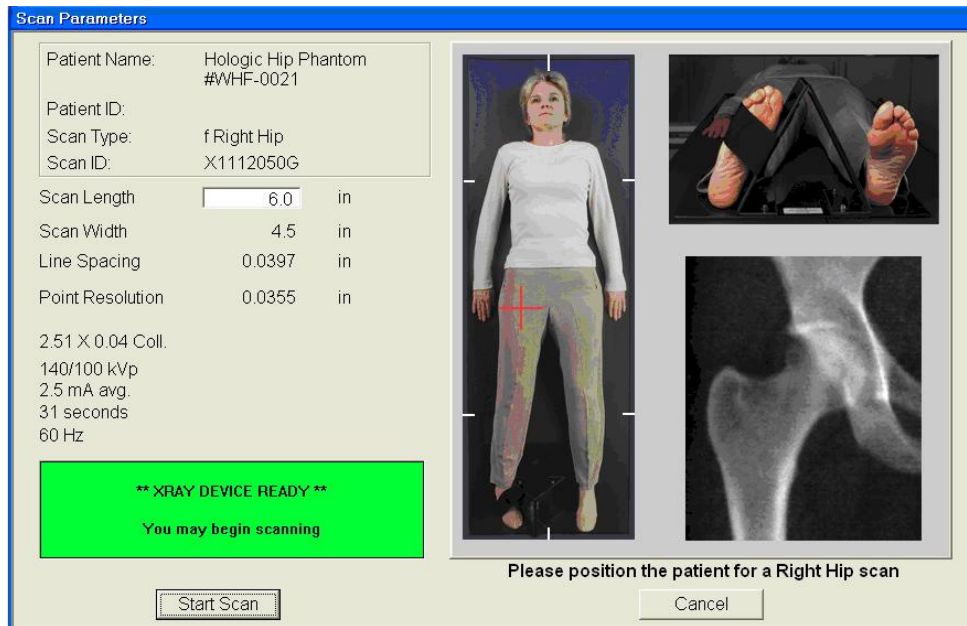 Scan Parameters
Patient Name: Hologic Hip Phantom
#WHF-0021
Patient ID:
Scan Type: f Right Hip
Scan ID: X1112050G
Scan Length 6.0 in
Scan Width 4.5 in
Line Spacing 0.0397 in
Point Resolution 0.0355 in
2.51 X 0.04 Coll.
140/100 kVp
2.5 mA avg.
31 seconds
60 Hz
** XRAY DEVICE READY **
You may begin scanning
Start Scan
Please position the patient for a Right Hip scan
Cancel